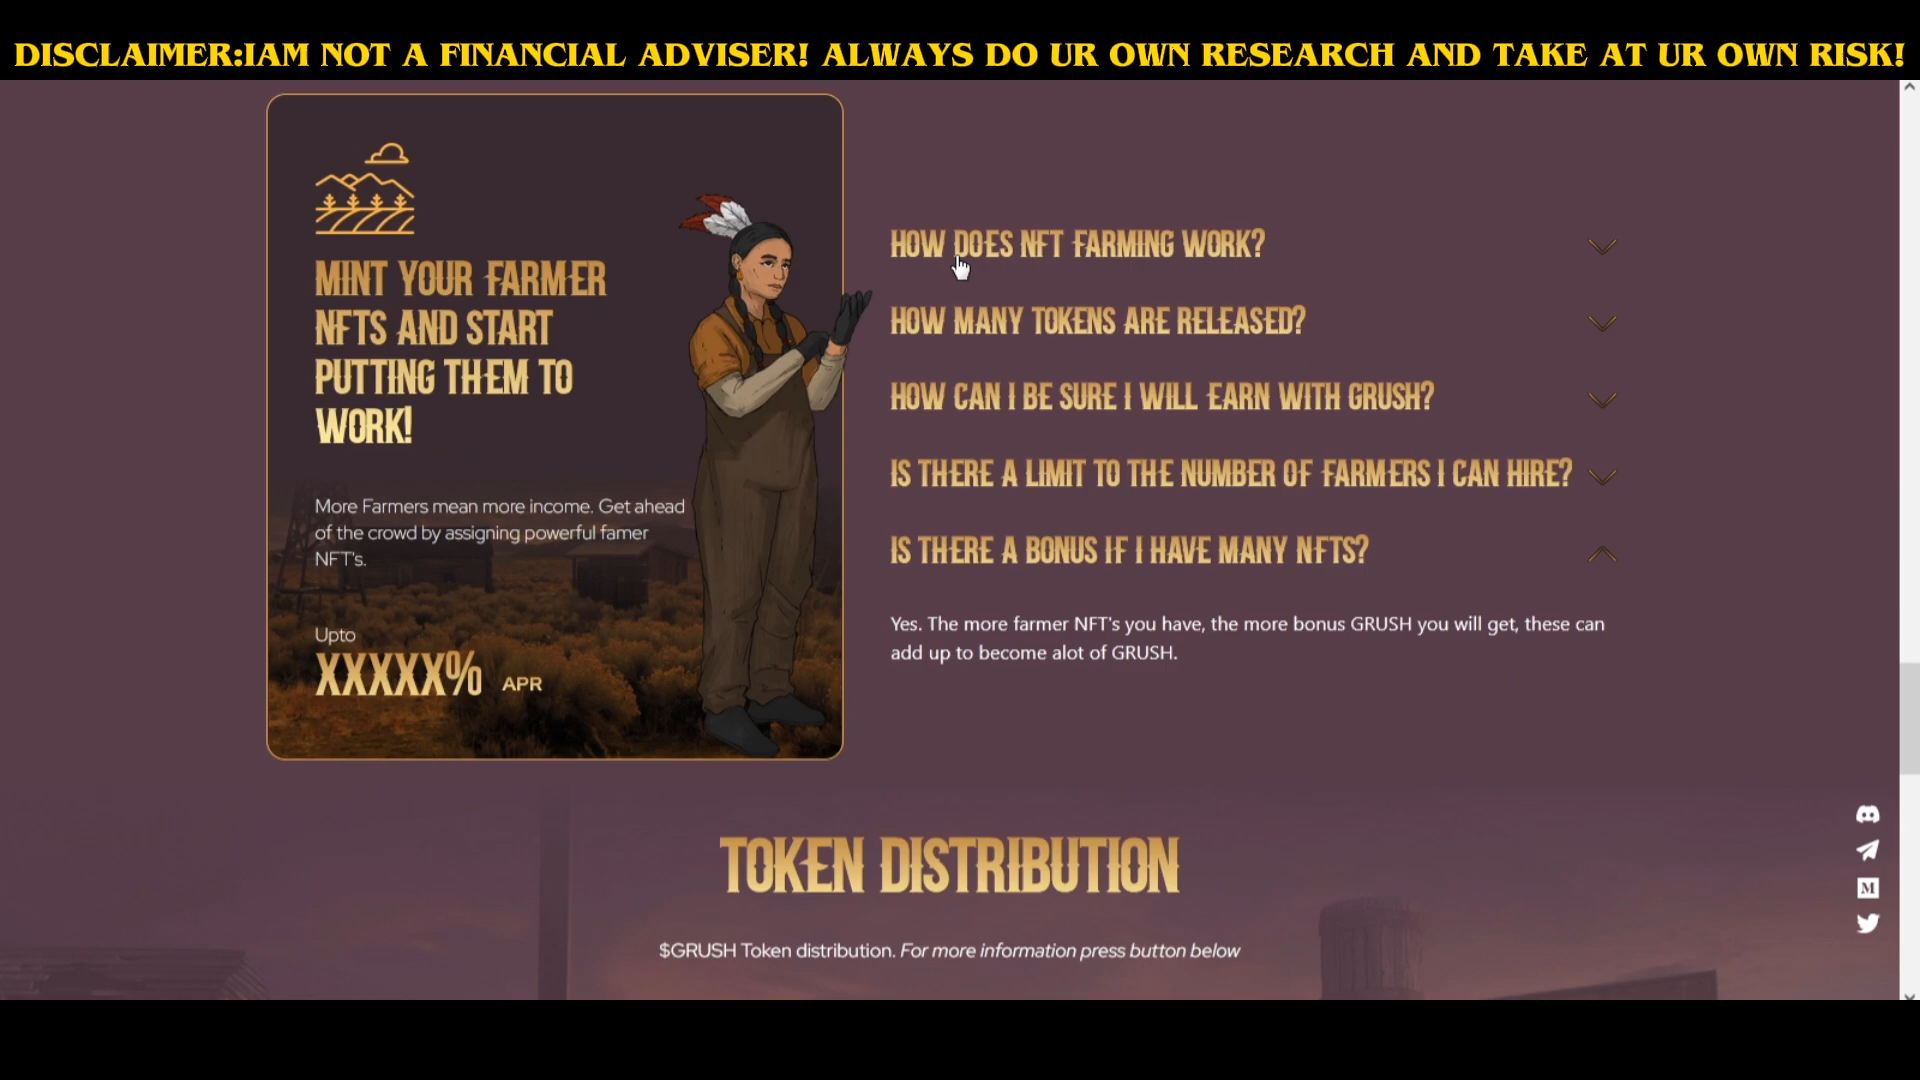 DISCLAIMER:IAM NOT A FINANCIAL ADVISER! ALWAYS DO UR OWN RESEARCH AND TAKE AT UR OWN RISK!
MINT YOUR FARMER
NFTS AND START
PUTTING THEM TO
WORK!
More Farmers mean more income. Get ahead
of the crowd by assigning powerful famer
NFT's.
Upto
XXXXX% APR
HOW DOES NFT FARMING WORK?
HOW MANY TOKENS ARE RELEASED?
HOW CAN I BE SURE I WILL EARN WITH GRUSH?
IS THERE A LIMIT TO THE NUMBER OF FARMERS I CAN HIRE?
IS THERE A BONUS IF I HAVE MANY NFTS?
Yes. The more farmer NFT's you have, the more bonus GRUSH you will get, these can
add up to become alot of GRUSH.
TOKEN DISTRIBUTION
$GRUSH Token distribution. For more information press button below
M